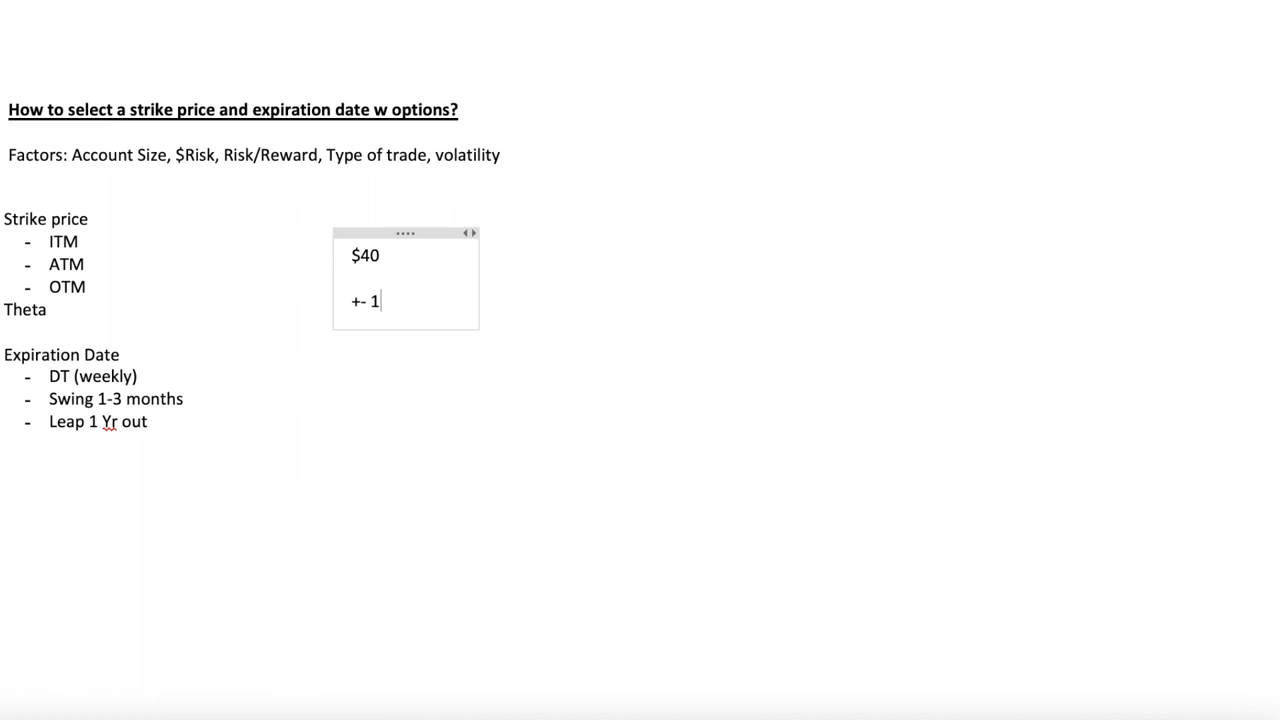 How to select a strike price and expiration date w options?
Factors: Account Size, $Risk, Risk/Reward, Type of trade, volatility
Strike price
- ITM
- ATM
- OTM
Theta
$40
+- 1
Expiration Date
- DT (weekly)
- Swing 1-3 months
- Leap 1 Yr out